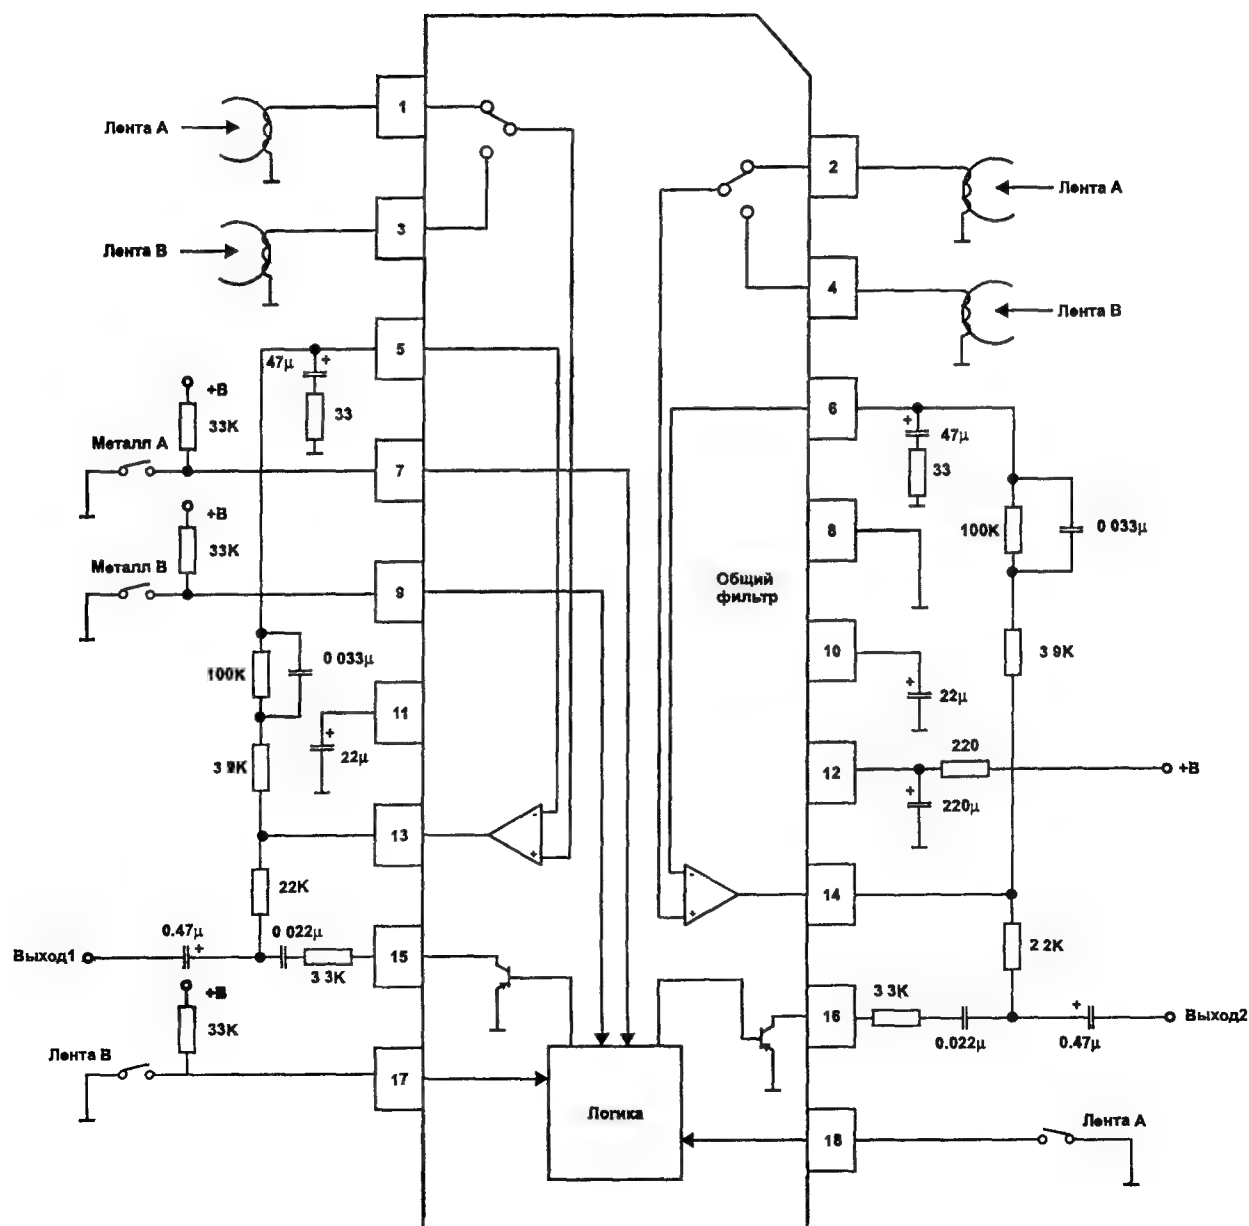 1
Лента А
2
Лента А
3
Лента В
4
Лента В
5
47µ
+
33
6
+
47µ
33
+В
33K
Металл А
7
100K
0 033µ
8
+В
33K
Металл В
9
Общий
фильтр
10
3 9K
+
22µ
100K
0 033µ
11
+
22µ
3 9K
12
220
+В
+
220µ
13
-
+
14
-
+
22K
2 2K
Выход1
0.47µ
+
0 022µ
3 3K
15
16
3 3K
0.022µ
+
0.47µ
Выход2
+В
33K
Лента В
17
Логика
18
Лента А